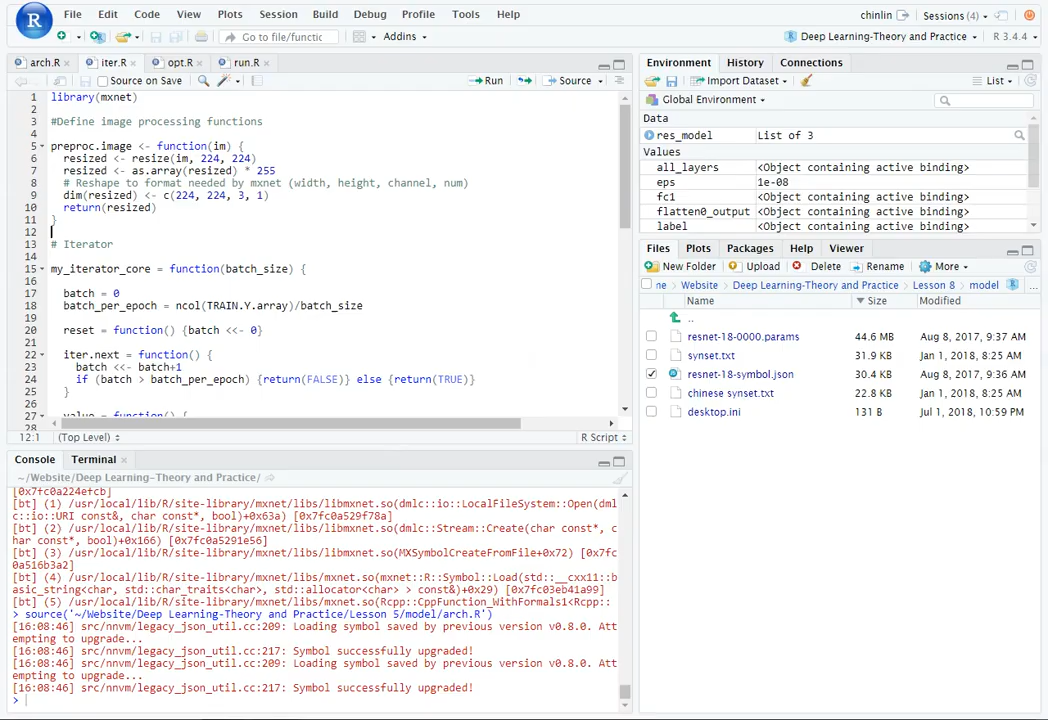 File Edit Code View Plots Session Build Debug Profile Tools Help
chinlin Sessions (4)
Go to file/functic Addins
Deep Learning-Theory and Practice R 3.4.4
arch.R iter.R opt.R run.R
Source on Save Run Source
1 library(mxnet)
2
3 #Define image processing functions
4
5 preproc.image <- function(im) {
6 resized <- resize(im, 224, 224)
7 resized <- as.array(resized) * 255
8 # Reshape to format needed by mxnet (width, height, channel, num)
9 dim(resized) <- c(224, 224, 3, 1)
10 return(resized)
11 }
12
13 # Iterator
14
15 my_iterator_core = function(batch_size) {
16
17 batch = 0
18 batch_per_epoch = ncol(TRAIN.Y.array)/batch_size
19
20 reset = function() {batch <<- 0}
21
22 iter.next = function() {
23 batch <<- batch+1
24 if (batch > batch_per_epoch) {return(FALSE)} else {return(TRUE)}
25 }
26
27 value = function() {
28
12:1 (Top Level) R Script
Console Terminal
~/Website/Deep Learning-Theory and Practice/
[0x7fc0a224efcb]
[bt] (1) /usr/local/lib/R/site-library/mxnet/libs/libmxnet.so(dmlc::io::LocalFileSystem::Open(dml
c::io::URI const&, char const*, bool)+0x63a) [0x7fc0a529f78a]
[bt] (2) /usr/local/lib/R/site-library/mxnet/libs/libmxnet.so(dmlc::Stream::Create(char const*, c
har const*, bool)+0x166) [0x7fc0a5291e56]
[bt] (3) /usr/local/lib/R/site-library/mxnet/libs/libmxnet.so(MXSymbolCreateFromFile+0x72) [0x7fc
0a516b3a2]
[bt] (4) /usr/local/lib/R/site-library/mxnet/libs/mxnet.so(mxnet::R::Symbol::Load(std::__cxx11::b
asic_string<char, std::char_traits<char>, std::allocator<char> > const&)+0x29) [0x7fc03eb41a99]
[bt] (5) /usr/local/lib/R/site-library/mxnet/libs/mxnet.so(Rcpp::CppFunction_WithFormals1<Rcpp::
> source('~/Website/Deep Learning-Theory and Practice/Lesson 5/model/arch.R')
[16:08:46] src/nnvm/legacy_json_util.cc:209: Loading symbol saved by previous version v0.8.0. Att
empting to upgrade...
[16:08:46] src/nnvm/legacy_json_util.cc:217: Symbol successfully upgraded!
[16:08:46] src/nnvm/legacy_json_util.cc:209: Loading symbol saved by previous version v0.8.0. Att
empting to upgrade...
[16:08:46] src/nnvm/legacy_json_util.cc:217: Symbol successfully upgraded!
>
Environment History Connections
Import Dataset List
Global Environment
Data
res_model List of 3
Values
all_layers <Object containing active binding>
eps 1e-08
fc1 <Object containing active binding>
flatten0_output <Object containing active binding>
label <Object containing active binding>
Files Plots Packages Help Viewer
New Folder Upload Delete Rename More
ne Website Deep Learning-Theory and Practice Lesson 8 model ...
Name Size Modified
..
resnet-18-0000.params 44.6 MB Aug 8, 2017, 9:37 AM
synset.txt 31.9 KB Jan 1, 2018, 8:25 AM
resnet-18-symbol.json 30.4 KB Aug 8, 2017, 9:36 AM
chinese synset.txt 22.8 KB Jan 1, 2018, 8:25 AM
desktop.ini 131 B Jul 1, 2018, 10:59 PM